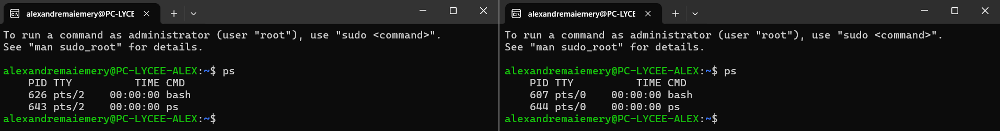 alexandremaiemery@PC-LYCE
To run a command as administrator (user "root"), use "sudo <command>".
See "man sudo_root" for details.
alexandremaiemery@PC-LYCEE-ALEX:~$ ps
    PID TTY          TIME CMD
    626 pts/2    00:00:00 bash
    643 pts/2    00:00:00 ps
alexandremaiemery@PC-LYCEE-ALEX:~$
alexandremaiemery@PC-LYCE
To run a command as administrator (user "root"), use "sudo <command>".
See "man sudo_root" for details.
alexandremaiemery@PC-LYCEE-ALEX:~$ ps
    PID TTY          TIME CMD
    607 pts/0    00:00:00 bash
    644 pts/0    00:00:00 ps
alexandremaiemery@PC-LYCEE-ALEX:~$